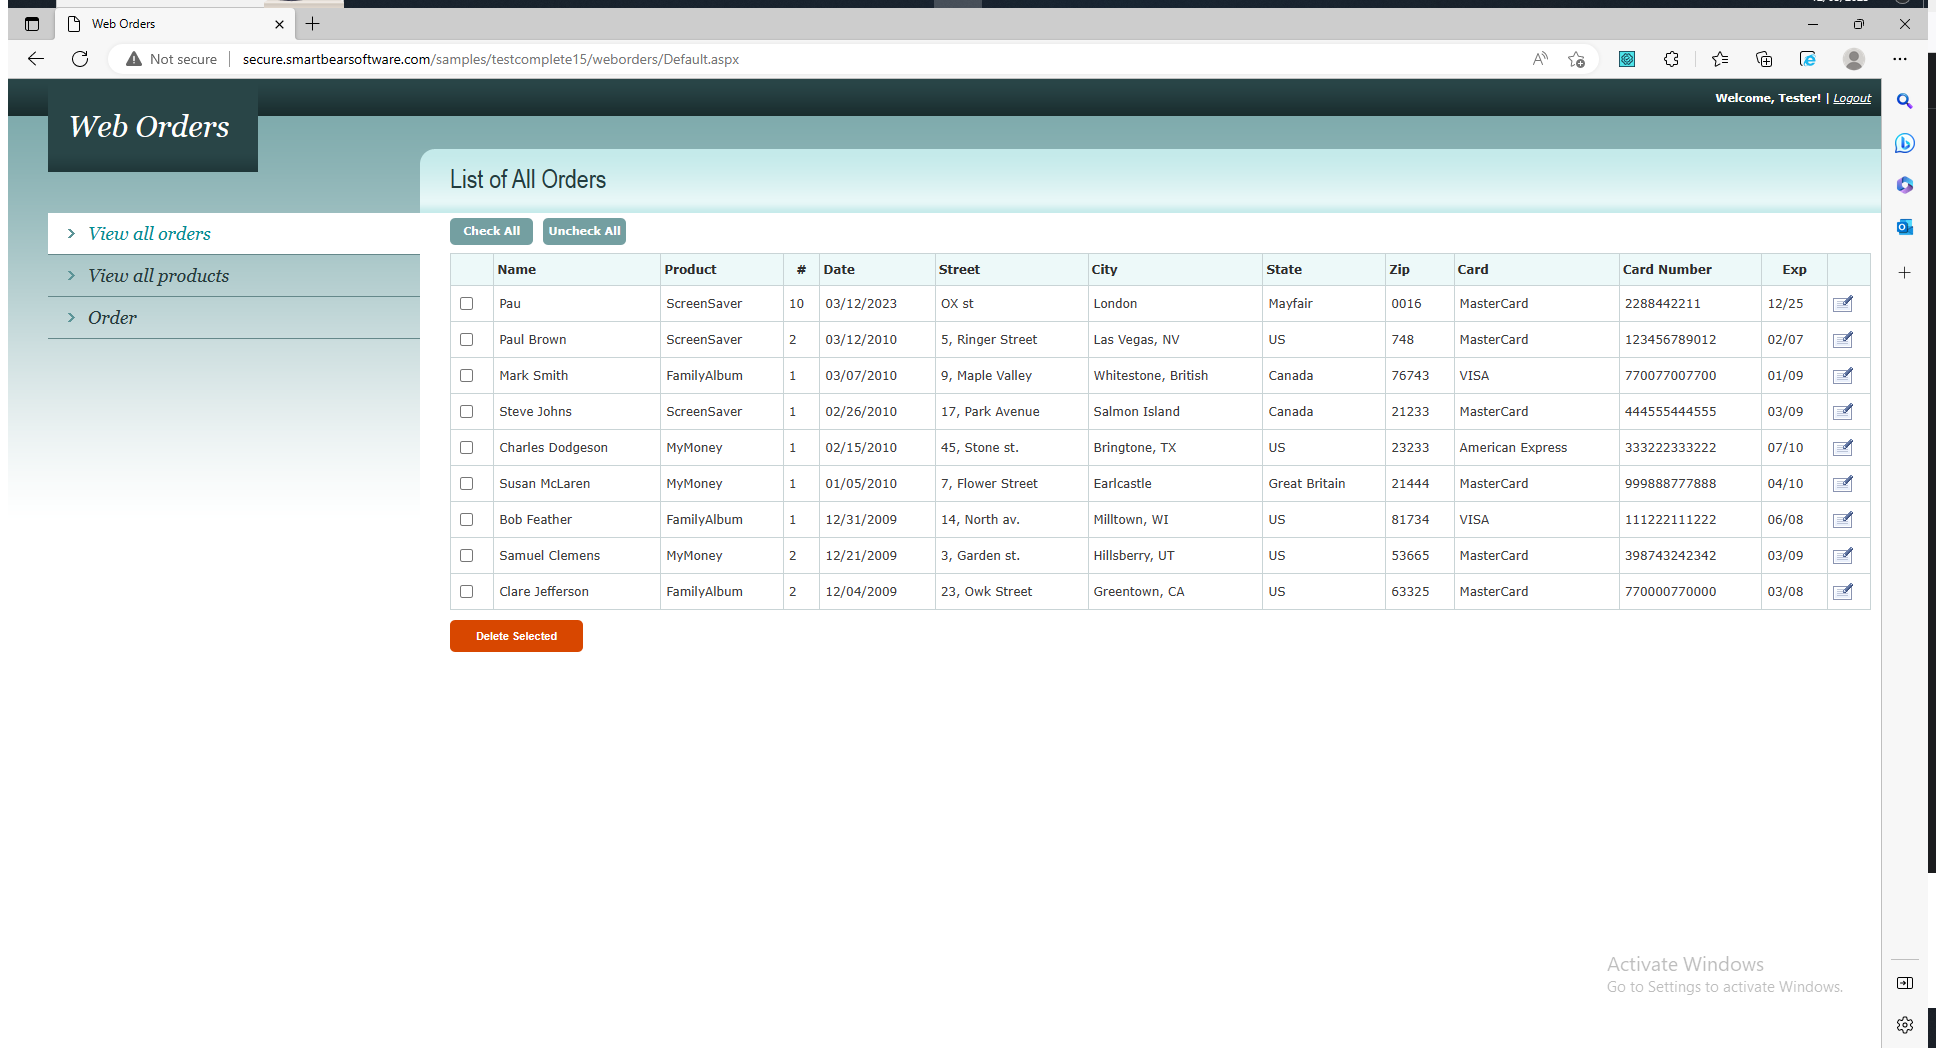 Web Orders
Not secure secure.smartbearsoftware.com/samples/testcomplete15/weborders/Default.aspx
Welcome, Tester! | Logout
Web Orders
List of All Orders
View all orders
View all products
Order
Check All Uncheck All
Name Product # Date Street City State Zip Card Card Number Exp
Pau ScreenSaver 10 03/12/2023 OX st London Mayfair 0016 MasterCard 2288442211 12/25
Paul Brown ScreenSaver 2 03/12/2010 5, Ringer Street Las Vegas, NV US 748 MasterCard 123456789012 02/07
Mark Smith FamilyAlbum 1 03/07/2010 9, Maple Valley Whitestone, British Canada 76743 VISA 770077007700 01/09
Steve Johns ScreenSaver 1 02/26/2010 17, Park Avenue Salmon Island Canada 21233 MasterCard 444555444555 03/09
Charles Dodgeson MyMoney 1 02/15/2010 45, Stone st. Bringtone, TX US 23233 American Express 333222333222 07/10
Susan McLaren MyMoney 1 01/05/2010 7, Flower Street Earlcastle Great Britain 21444 MasterCard 999888777888 04/10
Bob Feather FamilyAlbum 1 12/31/2009 14, North av. Milltown, WI US 81734 VISA 111222111222 06/08
Samuel Clemens MyMoney 2 12/21/2009 3, Garden st. Hillsberry, UT US 53665 MasterCard 398743242342 03/09
Clare Jefferson FamilyAlbum 2 12/04/2009 23, Owk Street Greentown, CA US 63325 MasterCard 770000770000 03/08
Delete Selected
Activate Windows
Go to Settings to activate Windows.